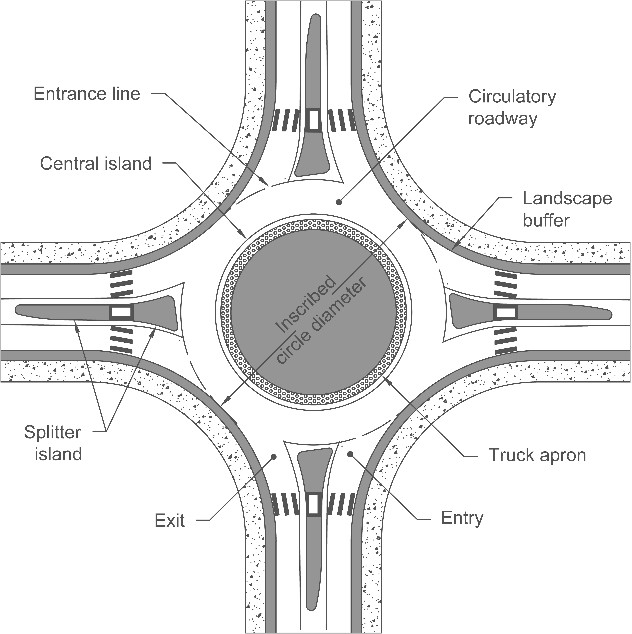 Entrance line
Circulatory
roadway
Central island
Landscape
buffer
Inscribed
circle diameter
Splitter
island
Truck apron
Exit
Entry